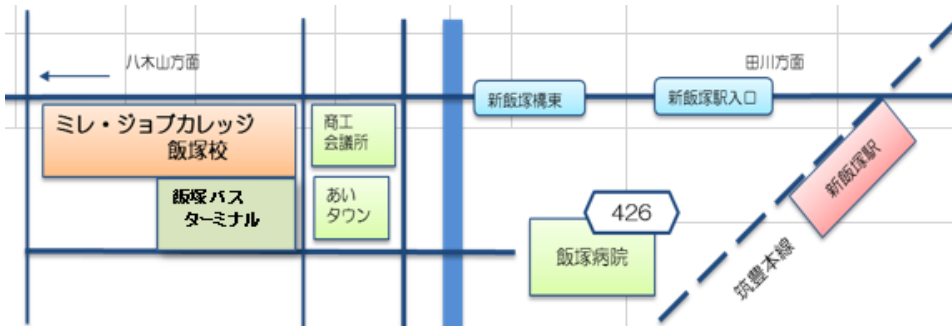 八木山方面
田川方面
新飯塚橋東
新飯塚駅入口
ミレ・ジョブカレッジ
飯塚校
商工
会議所
飯塚バス
ターミナル
あい
タウン
426
飯塚病院
新飯塚駅
筑豊本線